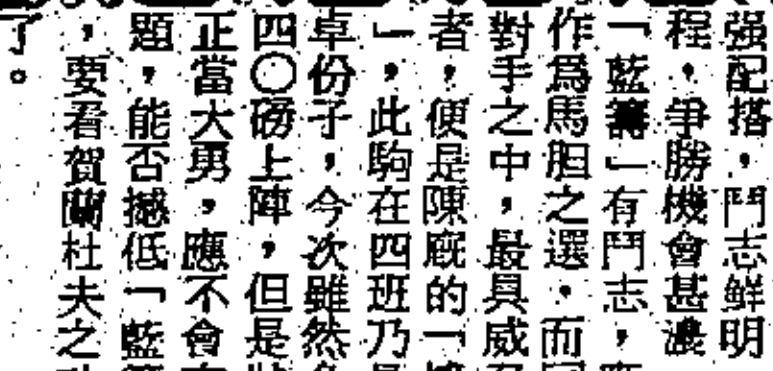 强配搭，鬥志鮮明
程，爭勝機會甚濃
「藍籌」有鬥志，
作爲馬胆之選。而
對手之中，最具威
者，便是陳廐的「
」，此駒在四班乃
卓份子，今次雖然
四〇磅上陣，但是
正當大勇，應不會
題，能否撼低「藍
，要看賀蘭杜夫之
了。